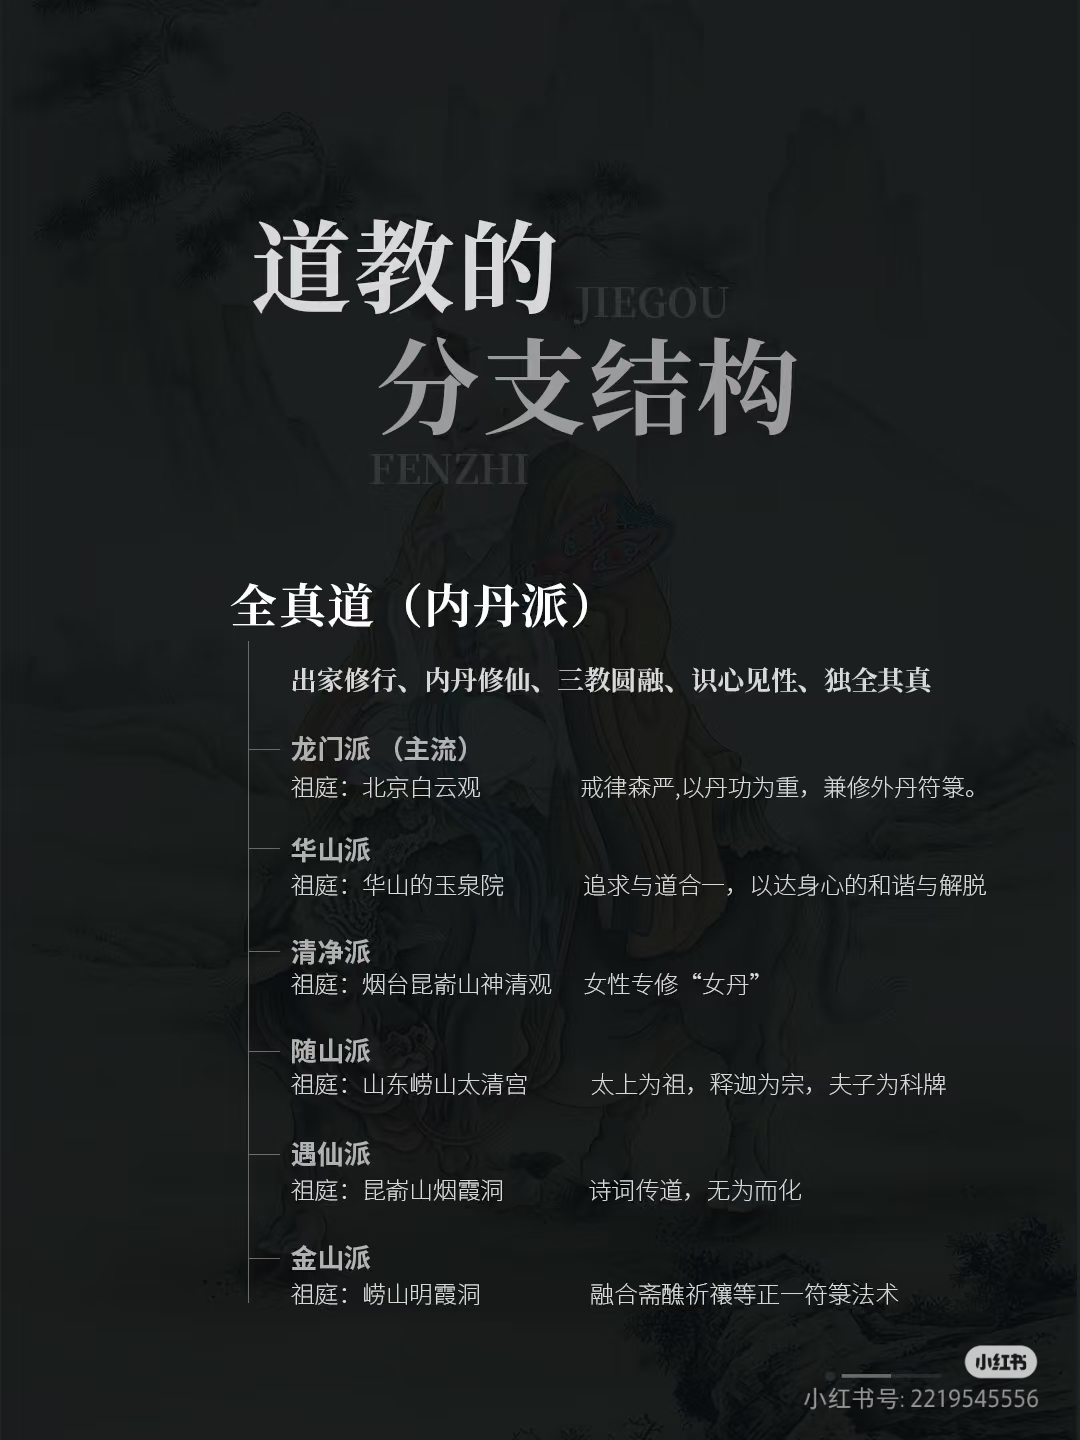 道教的
JIEGOU
分支结构
FENZHI
全真道（内丹派）
出家修行、内丹修仙、三教圆融、识心见性、独全其真
龙门派 （主流）
祖庭：北京白云观 戒律森严,以丹功为重，兼修外丹符箓。
华山派
祖庭：华山的玉泉院 追求与道合一，以达身心的和谐与解脱
清净派
祖庭：烟台昆嵛山神清观 女性专修“女丹”
随山派
祖庭：山东崂山太清宫 太上为祖，释迦为宗，夫子为科牌
遇仙派
祖庭：昆嵛山烟霞洞 诗词传道，无为而化
金山派
祖庭：崂山明霞洞 融合斋醮祈禳等正一符箓法术
小红书
小红书号: 2219545556